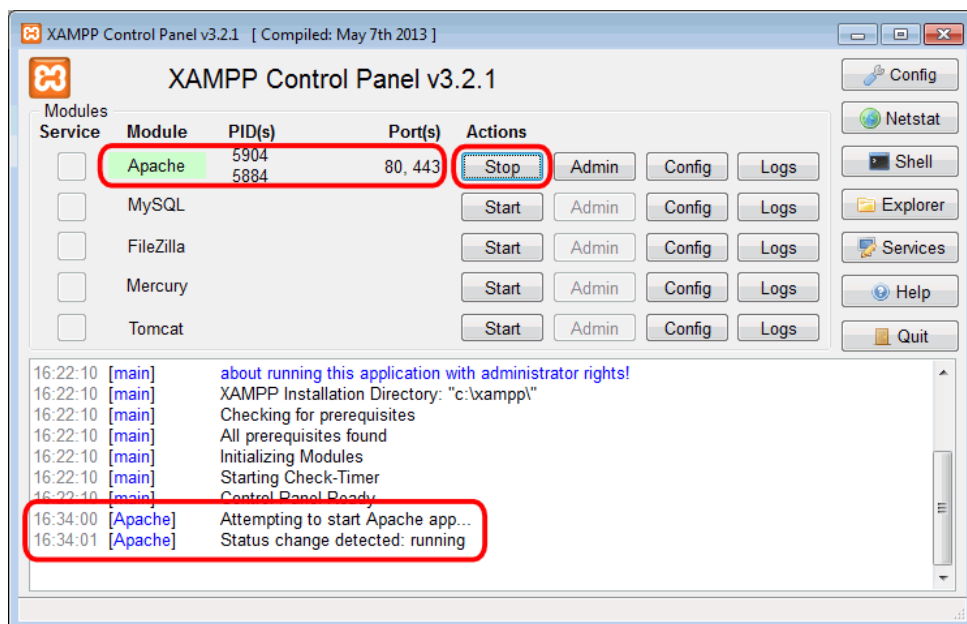 XAMPP Control Panel v3.2.1 [ Compiled: May 7th 2013 ]
XAMPP Control Panel v3.2.1
Config
Modules
Netstat
Service Module PID(s) Port(s) Actions
Apache 5904 5884 80, 443 Stop Admin Config Logs
Shell
MySQL Start Admin Config Logs
Explorer
FileZilla Start Admin Config Logs
Services
Mercury Start Admin Config Logs
Help
Tomcat Start Admin Config Logs
Quit
16:22:10 [main] about running this application with administrator rights!
16:22:10 [main] XAMPP Installation Directory: "c:\xampp\"
16:22:10 [main] Checking for prerequisites
16:22:10 [main] All prerequisites found
16:22:10 [main] Initializing Modules
16:22:10 [main] Starting Check-Timer
16:22:10 [main] Control Panel Ready
16:34:00 [Apache] Attempting to start Apache app...
16:34:01 [Apache] Status change detected: running